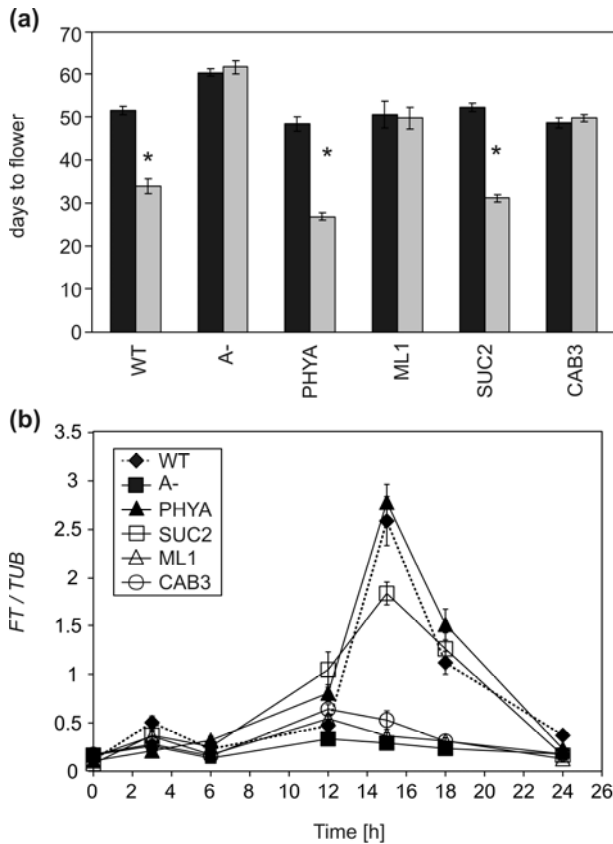 (a)
70
60
50
40
30
20
10
0
days to flower
*
*
*
WT
A-
PHYA
ML1
SUC2
CAB3
(b)
3.5
3
2.5
2
1.5
1
0.5
0
FT / TUB
WT
A-
PHYA
SUC2
ML1
CAB3
0 2 4 6 8 10 12 14 16 18 20 22 24 26
Time [h]